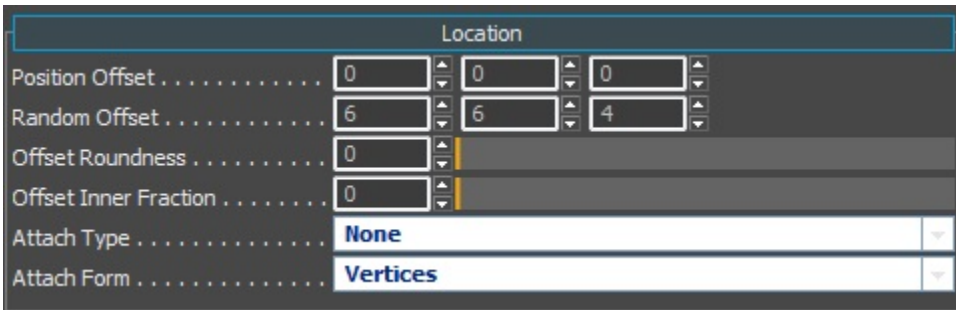 Location
Position Offset . . . . . . . . . . . . 0 0 0
Random Offset . . . . . . . . . . . . 6 6 4
Offset Roundness . . . . . . . . . . 0
Offset Inner Fraction . . . . . . . . 0
Attach Type . . . . . . . . . . . . . . None
Attach Form . . . . . . . . . . . . . . Vertices